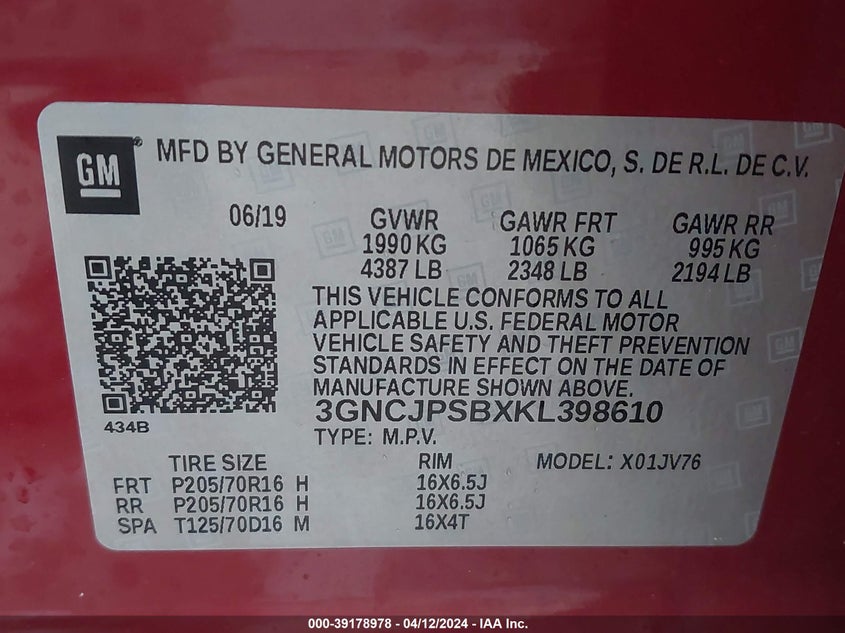 GM
MFD BY GENERAL MOTORS DE MEXICO, S. DE R.L. DE C.V.
06/19 GVWR GAWR FRT GAWR RR
1990 KG 1065 KG 995 KG
4387 LB 2348 LB 2194 LB
THIS VEHICLE CONFORMS TO ALL
APPLICABLE U.S. FEDERAL MOTOR
VEHICLE SAFETY AND THEFT PREVENTION
STANDARDS IN EFFECT ON THE DATE OF
MANUFACTURE SHOWN ABOVE.
3GNCJPSBXKL398610
434B
TYPE: M.P.V.
TIRE SIZE RIM MODEL: X01JV76
FRT P205/70R16 H 16X6.5J
RR P205/70R16 H 16X6.5J
SPA T125/70D16 M 16X4T
000-39178978 - 04/12/2024 - IAA Inc.